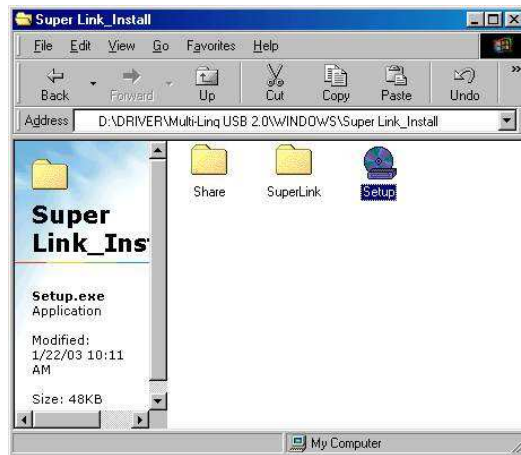 Super Link_Install
File Edit View Go Favorites Help
Back Forward Up Cut Copy Paste Undo »
Address D:\DRIVER\Multi-Linq USB 2.0\WINDOWS\Super Link_Install
Share SuperLink Setup
Super
Link_Ins
Setup.exe
Application
Modified:
1/22/03 10:11
AM
Size: 48KB
My Computer